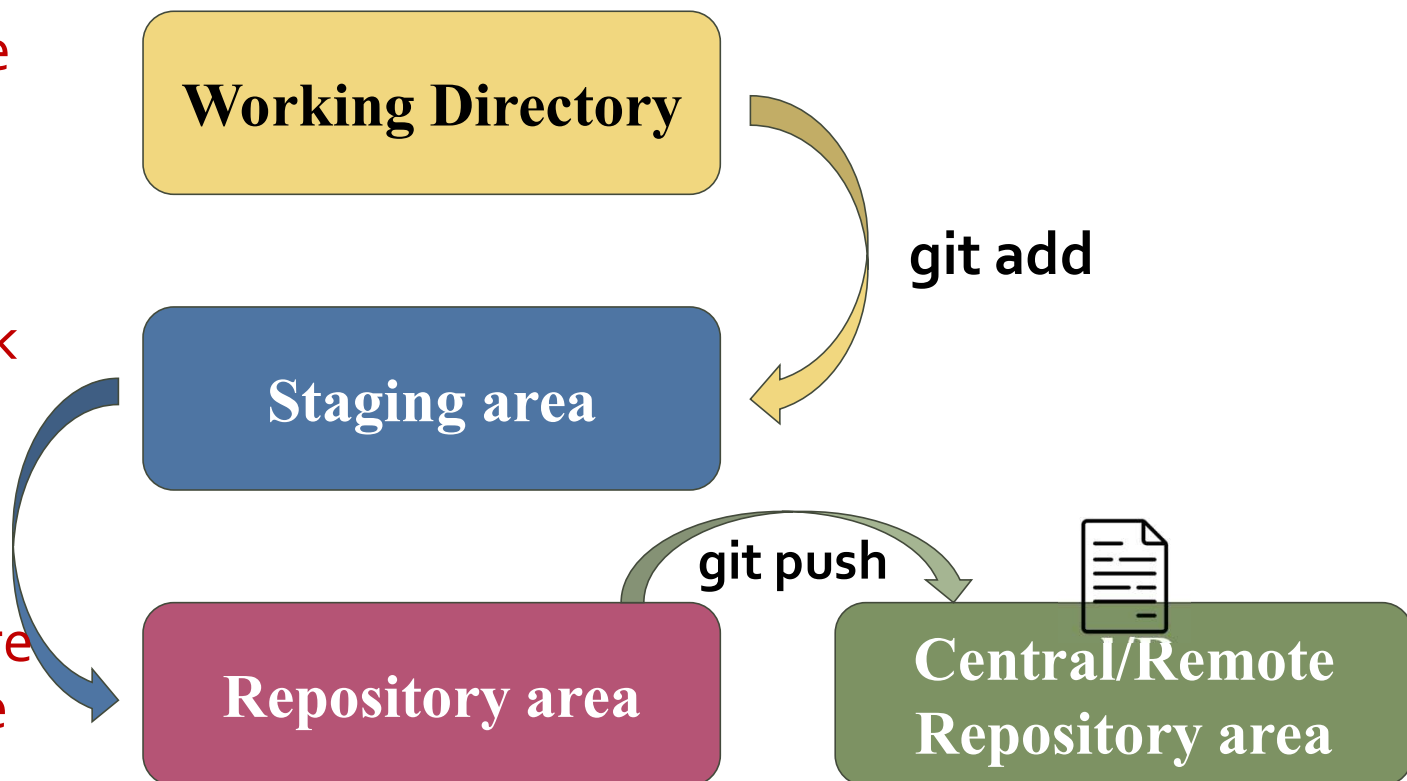 Working Directory
git add
Staging area
git push
Repository area
Central/Remote
Repository area